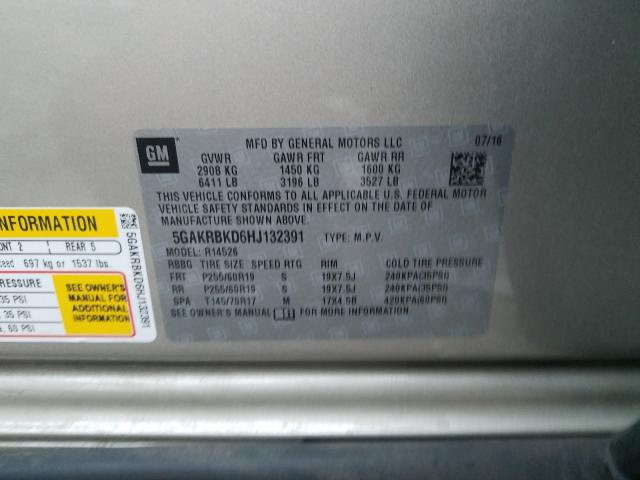 GM
MFD BY GENERAL MOTORS LLC 07/16
GVWR GAWR FRT GAWR RR
2908 KG 1450 KG 1600 KG
6411 LB 3196 LB 3527 LB
THIS VEHICLE CONFORMS TO ALL APPLICABLE U.S. FEDERAL MOTOR
VEHICLE SAFETY STANDARDS IN EFFECT ON THE DATE OF
MANUFACTURE SHOWN ABOVE.
5GAKRBKD6HJ132391 TYPE: M.P.V.
MODEL: R14526
RBBG TIRE SIZE SPEED RTG RIM COLD TIRE PRESSURE
FRT P255/60R19 S 19X7.5J 240KPA(35PSI)
RR P255/60R19 S 19X7.5J 240KPA(35PSI)
SPA T145/70R17 M 17X4.5B 420KPA(60PSI)
SEE OWNER'S MANUAL FOR MORE INFORMATION
INFORMATION
ONT 2 REAR 5
exceed 697 kg or 1537 lbs.
PRESSURE
35 PSI
35 PSI
60 PSI
SEE OWNER'S
MANUAL FOR
ADDITIONAL
INFORMATION
5GAKRBKD6HJ132391